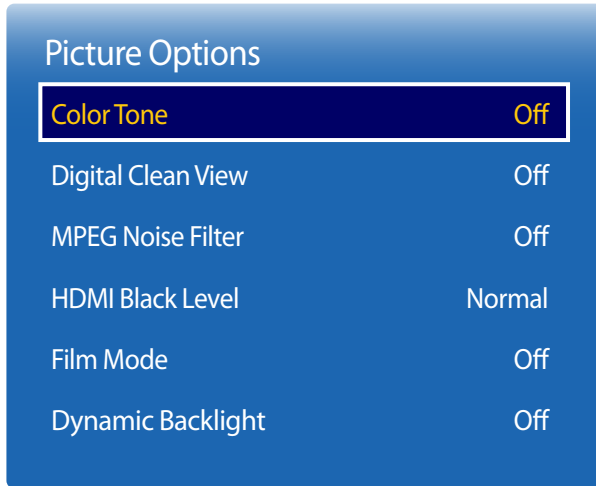 Picture Options
Color Tone Off
Digital Clean View Off
MPEG Noise Filter Off
HDMI Black Level Normal
Film Mode Off
Dynamic Backlight Off